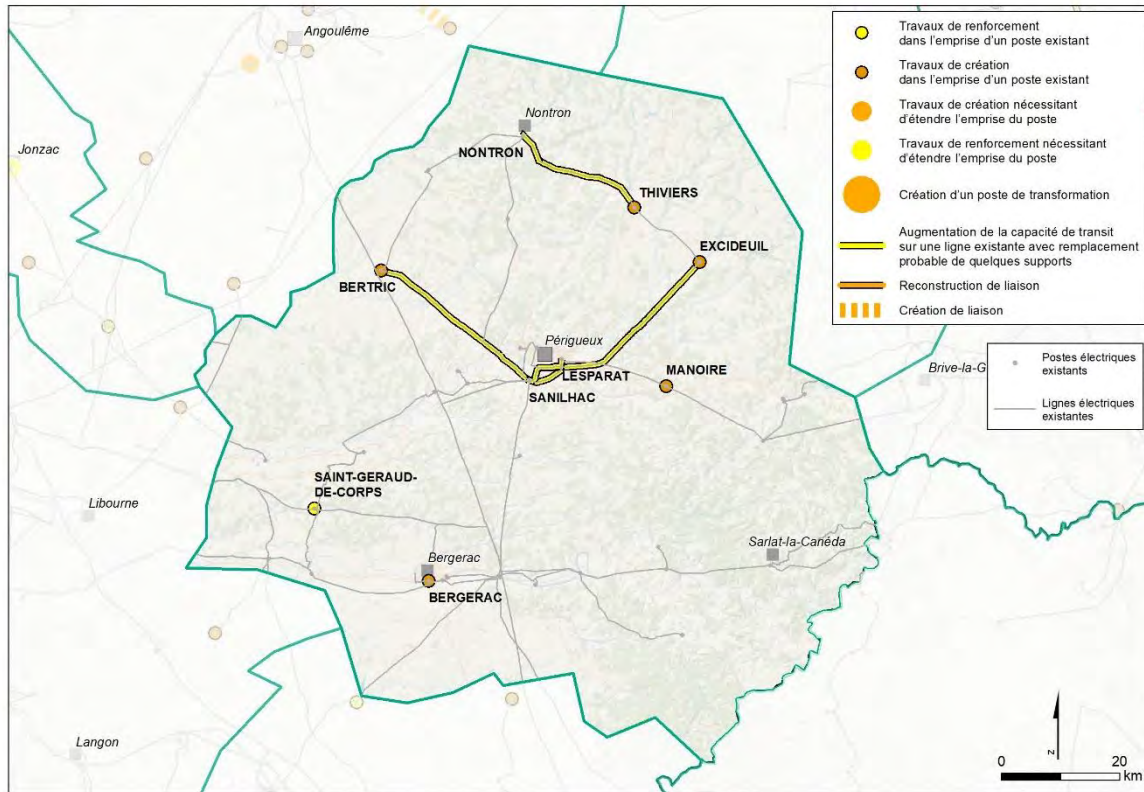 Angoulême
Jonzac
Nontron
NONTRON
THIVIERS
EXCIDEUIL
BERTRIC
Périgueux
LESPARAT
SANILHAC
MANOIRE
Brive-la-G
SAINT-GERAUD-
DE-CORPS
Libourne
Bergerac
BERGERAC
Sarlat-la-Canéda
Langon
Travaux de renforcement
dans l'emprise d'un poste existant
Travaux de création
dans l'emprise d'un poste existant
Travaux de création nécessitant
d'étendre l'emprise du poste
Travaux de renforcement nécessitant
d'étendre l'emprise du poste
Création d'un poste de transformation
Augmentation de la capacité de transit
sur une ligne existante avec remplacement
probable de quelques supports
Reconstruction de liaison
Création de liaison
Postes électriques
existants
Lignes électriques
existantes
N
0 20
km